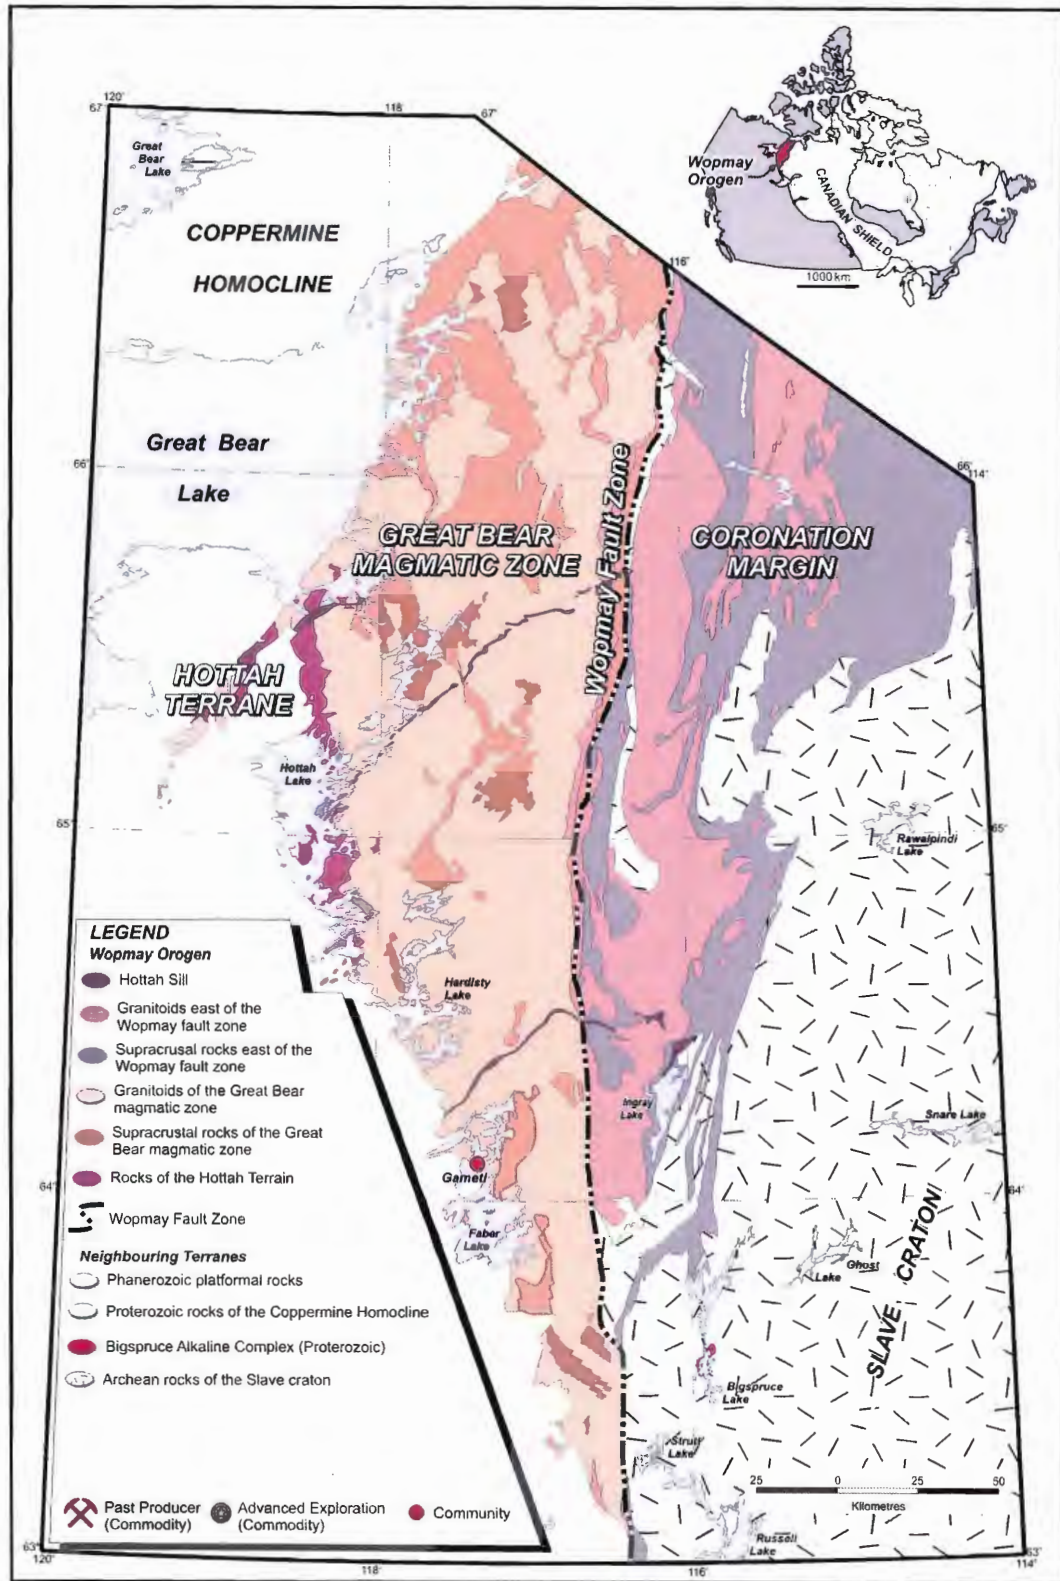 120°
118°
67°
67°
Great
Bear
Lake
COPPERMINE
HOMOCLINE
Wopmay
Orogen
CANADIAN SHIELD
1000 km
116°
Great Bear
Lake
66°
66°
114°
GREAT BEAR
MAGMATIC ZONE
Wopmay Fault Zone
CORONATION
MARGIN
HOTTAH
TERRANE
Hottah
Lake
65°
65°
Rawalpindi
Lake
Hardisty
Lake
Ingray
Lake
Snare Lake
Gameti
64°
64°
Faber
Lake
Ghost
Lake
SLAVE CRATON
Bigspruce
Lake
Strutt
Lake
Russell
Lake
25 0 25 50
Kilometres
LEGEND
Wopmay Orogen
Hottah Sill
Granitoids east of the
Wopmay fault zone
Supracrusal rocks east of the
Wopmay fault zone
Granitoids of the Great Bear
magmatic zone
Supracrustal rocks of the Great
Bear magmatic zone
Rocks of the Hottah Terrain
Wopmay Fault Zone
Neighbouring Terranes
Phanerozoic platformal rocks
Proterozoic rocks of the Coppermine Homocline
Bigspruce Alkaline Complex (Proterozoic)
Archean rocks of the Slave craton
Past Producer
(Commodity)
Advanced Exploration
(Commodity)
Community
63°
120°
118°
116°
63°
114°